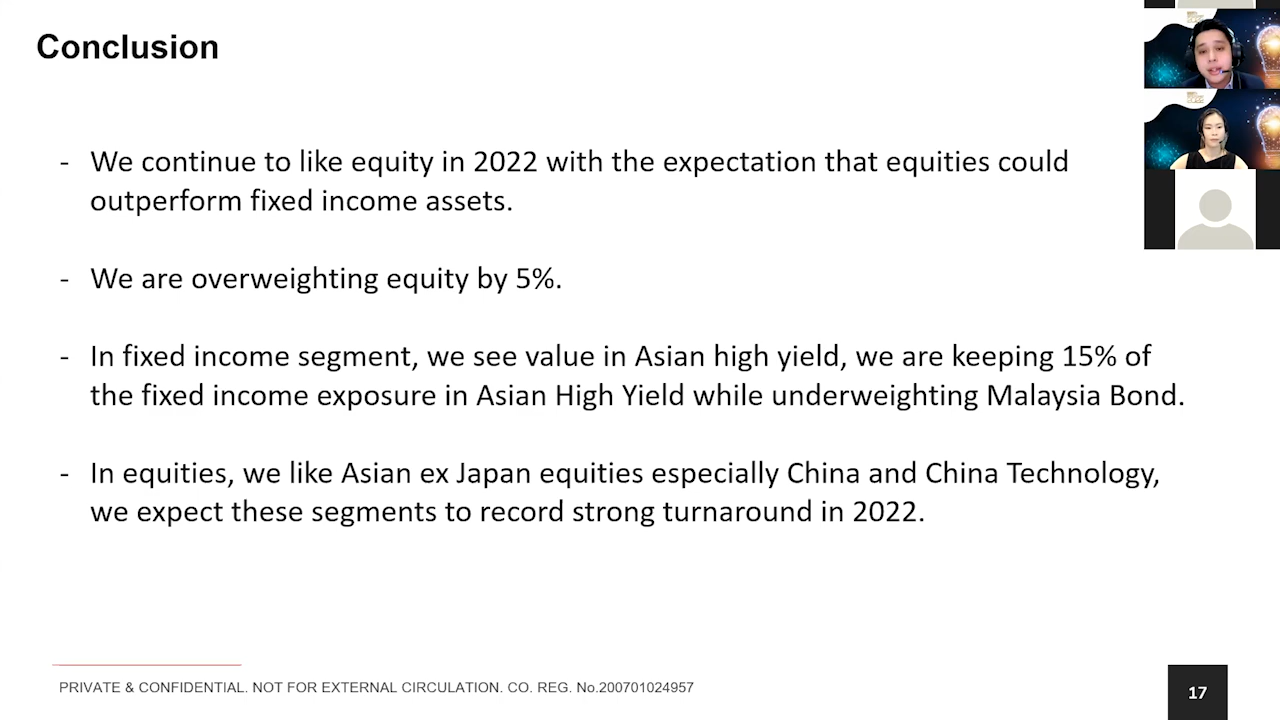 Conclusion
- We continue to like equity in 2022 with the expectation that equities could
outperform fixed income assets.
- We are overweighting equity by 5%.
- In fixed income segment, we see value in Asian high yield, we are keeping 15% of
the fixed income exposure in Asian High Yield while underweighting Malaysia Bond.
- In equities, we like Asian ex Japan equities especially China and China Technology,
we expect these segments to record strong turnaround in 2022.
PRIVATE & CONFIDENTIAL. NOT FOR EXTERNAL CIRCULATION. CO. REG. No.200701024957
17